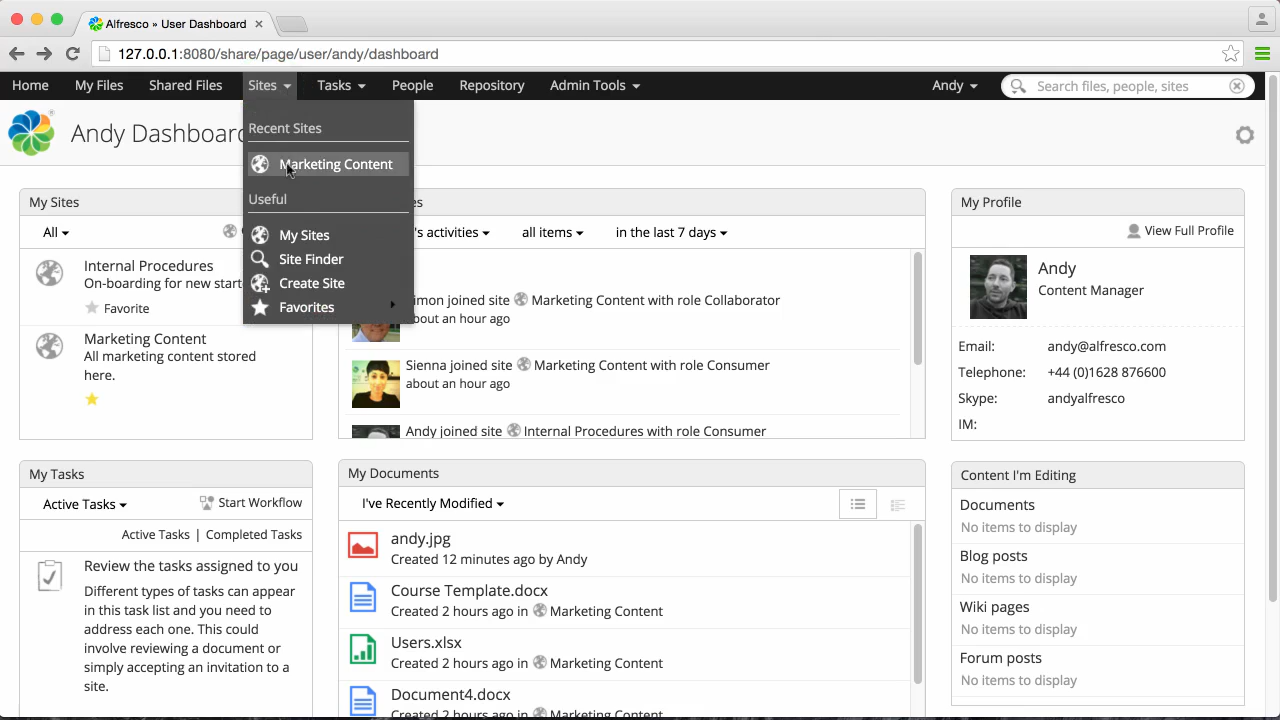 Alfresco » User Dashboard
127.0.0.1:8080/share/page/user/andy/dashboard
Home My Files Shared Files Sites Tasks People Repository Admin Tools Andy Search files, people, sites
Andy Dashboard
Recent Sites
Marketing Content
Useful
My Sites
Site Finder
Create Site
Favorites
My Sites
All
Internal Procedures
On-boarding for new start
Favorite
Marketing Content
All marketing content stored
here.
's activities all items in the last 7 days
imon joined site Marketing Content with role Collaborator
about an hour ago
Sienna joined site Marketing Content with role Consumer
about an hour ago
Andy joined site Internal Procedures with role Consumer
My Profile
View Full Profile
Andy
Content Manager
Email: andy@alfresco.com
Telephone: +44 (0)1628 876600
Skype: andyalfresco
IM:
My Tasks
Active Tasks Start Workflow
Active Tasks | Completed Tasks
Review the tasks assigned to you
Different types of tasks can appear
in this task list and you need to
address each one. This could
involve reviewing a document or
simply accepting an invitation to a
site.
My Documents
I've Recently Modified
andy.jpg
Created 12 minutes ago by Andy
Course Template.docx
Created 2 hours ago in Marketing Content
Users.xlsx
Created 2 hours ago in Marketing Content
Document4.docx
Created 2 hours ago in Marketing Content
Content I'm Editing
Documents
No items to display
Blog posts
No items to display
Wiki pages
No items to display
Forum posts
No items to display